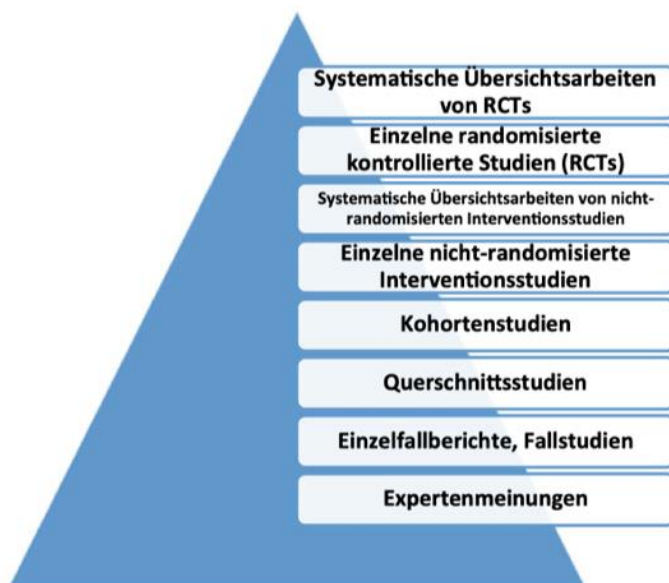 Systematische Übersichtsarbeiten
von RCTs
Einzelne randomisierte
kontrollierte Studien (RCTs)
Systematische Übersichtsarbeiten von nicht-
randomisierten Interventionsstudien
Einzelne nicht-randomisierte
Interventionsstudien
Kohortenstudien
Querschnittsstudien
Einzelfallberichte, Fallstudien
Expertenmeinungen